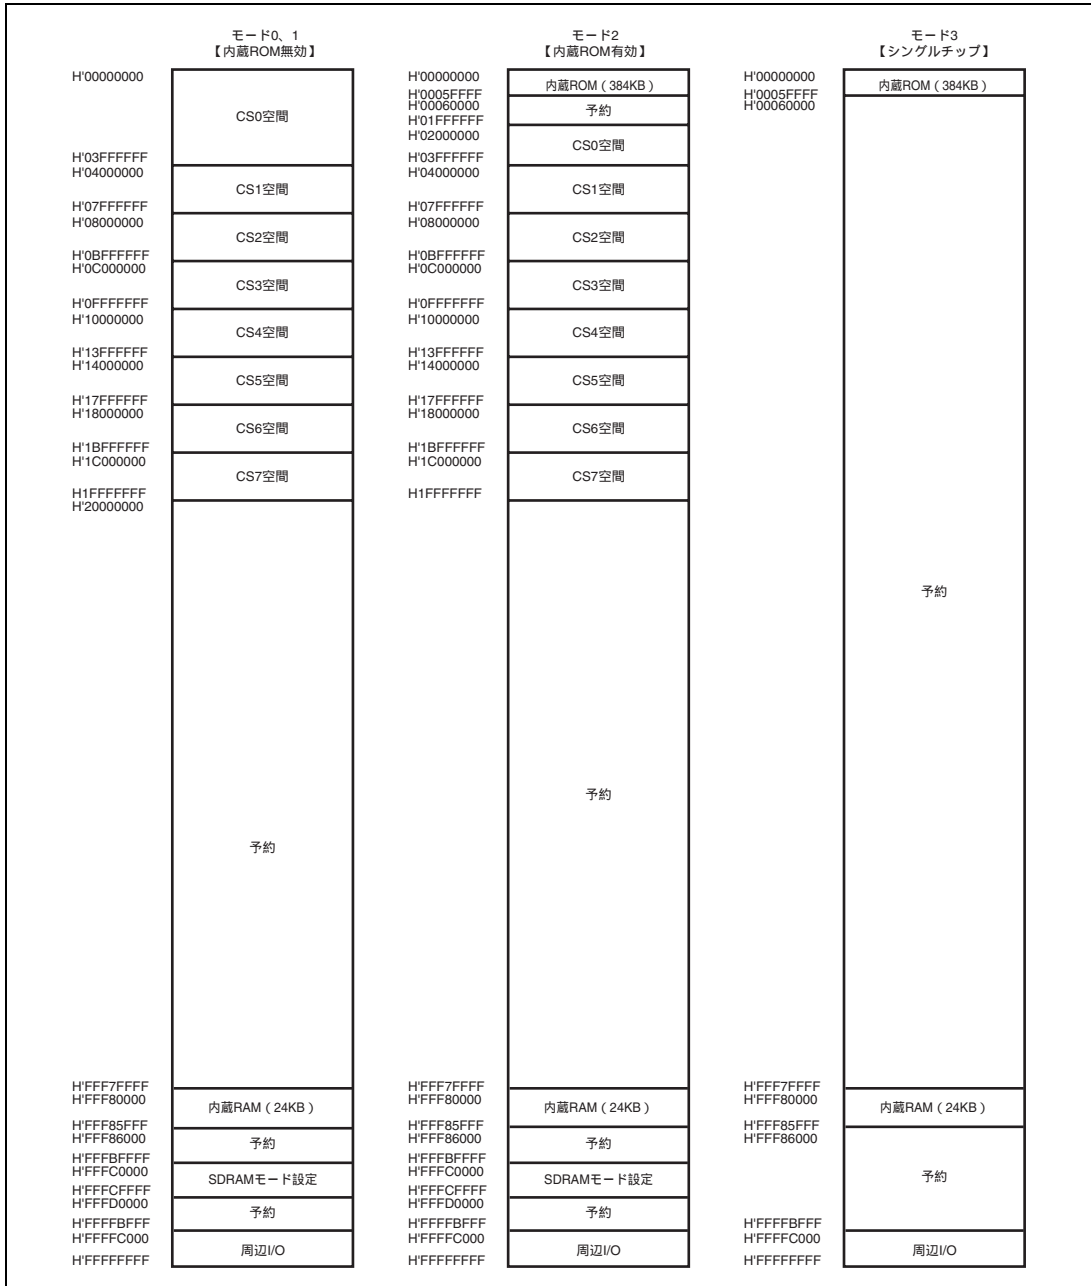 モード0、1
【内蔵ROM無効】
H'00000000
CS0空間
H'03FFFFFF
H'04000000
CS1空間
H'07FFFFFF
H'08000000
CS2空間
H'0BFFFFFF
H'0C000000
CS3空間
H'0FFFFFFF
H'10000000
CS4空間
H'13FFFFFF
H'14000000
CS5空間
H'17FFFFFF
H'18000000
CS6空間
H'1BFFFFFF
H'1C000000
CS7空間
H1FFFFFFF
H'20000000
予約
H'FFF7FFFF
H'FFF80000
内蔵RAM（24KB）
H'FFF85FFF
H'FFF86000
予約
H'FFFBFFFF
H'FFFC0000
SDRAMモード設定
H'FFFCFFFF
H'FFFD0000
予約
H'FFFFBFFF
H'FFFFC000
周辺I/O
H'FFFFFFFF
モード2
【内蔵ROM有効】
H'00000000
内蔵ROM（384KB）
H'0005FFFF
H'00060000
予約
H'01FFFFFF
H'02000000
CS0空間
H'03FFFFFF
H'04000000
CS1空間
H'07FFFFFF
H'08000000
CS2空間
H'0BFFFFFF
H'0C000000
CS3空間
H'0FFFFFFF
H'10000000
CS4空間
H'13FFFFFF
H'14000000
CS5空間
H'17FFFFFF
H'18000000
CS6空間
H'1BFFFFFF
H'1C000000
CS7空間
H1FFFFFFF
予約
H'FFF7FFFF
H'FFF80000
内蔵RAM（24KB）
H'FFF85FFF
H'FFF86000
予約
H'FFFBFFFF
H'FFFC0000
SDRAMモード設定
H'FFFCFFFF
H'FFFD0000
予約
H'FFFFBFFF
H'FFFFC000
周辺I/O
H'FFFFFFFF
モード3
【シングルチップ】
H'00000000
内蔵ROM（384KB）
H'0005FFFF
H'00060000
予約
H'FFF7FFFF
H'FFF80000
内蔵RAM（24KB）
H'FFF85FFF
H'FFF86000
予約
H'FFFFBFFF
H'FFFFC000
周辺I/O
H'FFFFFFFF